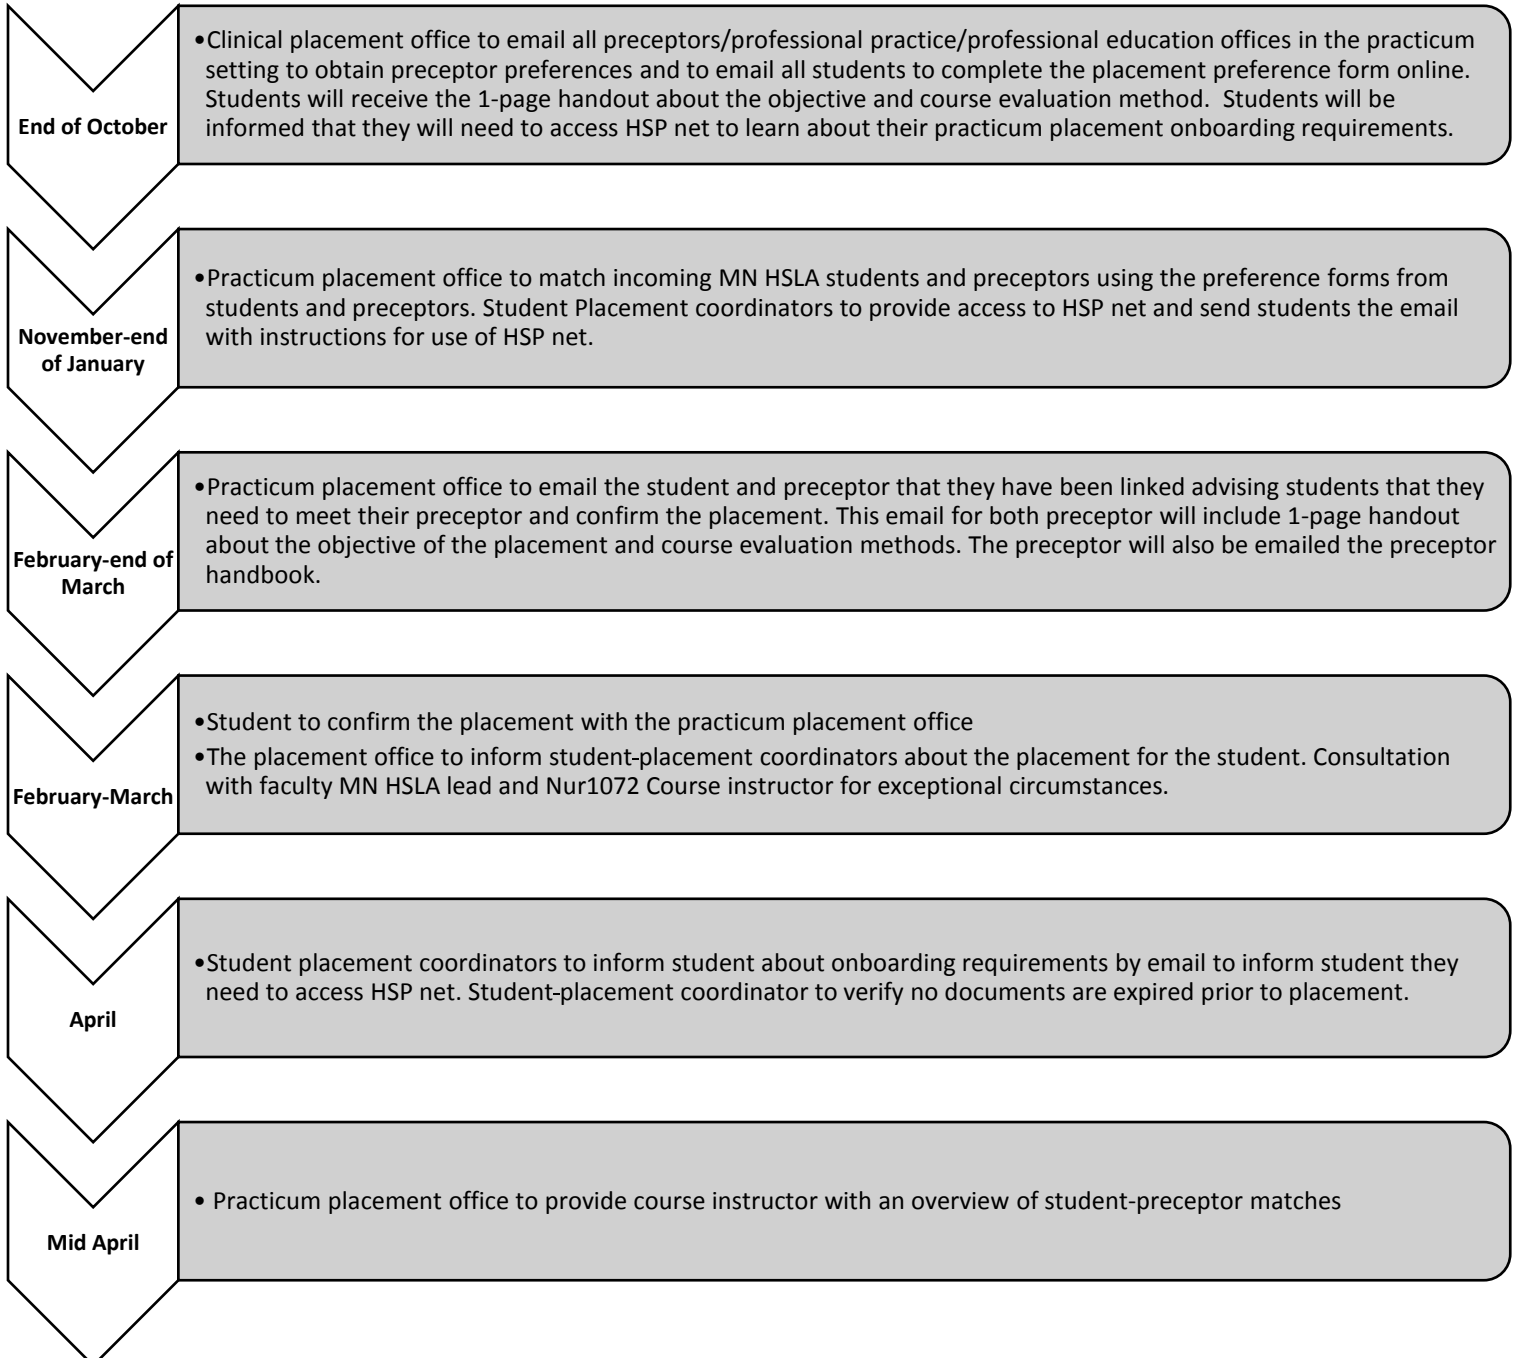 End of October
•Clinical placement office to email all preceptors/professional practice/professional education offices in the practicum
setting to obtain preceptor preferences and to email all students to complete the placement preference form online.
Students will receive the 1-page handout about the objective and course evaluation method.  Students will be
informed that they will need to access HSP net to learn about their practicum placement onboarding requirements.
November-end
of January
•Practicum placement office to match incoming MN HSLA students and preceptors using the preference forms from
students and preceptors. Student Placement coordinators to provide access to HSP net and send students the email
with instructions for use of HSP net.
February-end of
March
•Practicum placement office to email the student and preceptor that they have been linked advising students that they
need to meet their preceptor and confirm the placement. This email for both preceptor will include 1-page handout
about the objective of the placement and course evaluation methods. The preceptor will also be emailed the preceptor
handbook.
February-March
•Student to confirm the placement with the practicum placement office
•The placement office to inform student-placement coordinators about the placement for the student. Consultation
with faculty MN HSLA lead and Nur1072 Course instructor for exceptional circumstances.
April
•Student placement coordinators to inform student about onboarding requirements by email to inform student they
need to access HSP net. Student-placement coordinator to verify no documents are expired prior to placement.
Mid April
• Practicum placement office to provide course instructor with an overview of student-preceptor matches